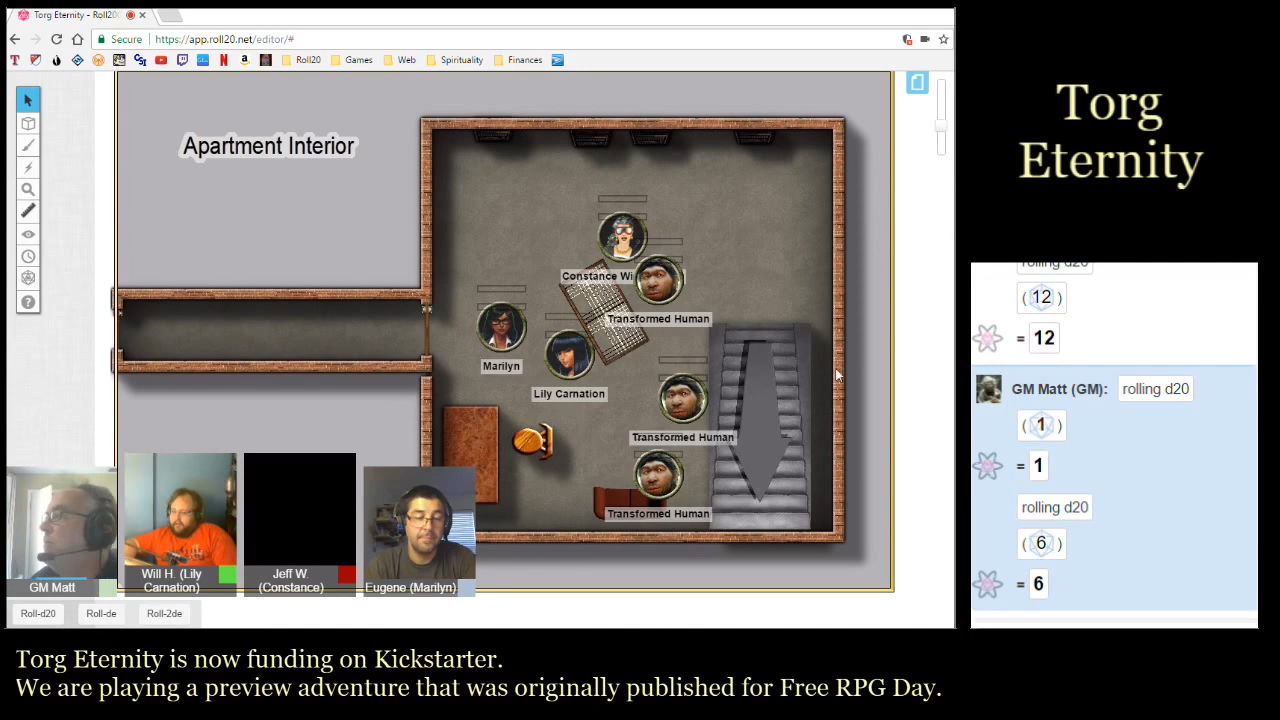 Torg Eternity - Roll20
Secure
https://app.roll20.net/editor/#
Roll20
Games
Web
Spirituality
Finances
Apartment Interior
Constance Wi
Transformed Human
Marilyn
Lily Carnation
Transformed Human
Transformed Human
GM Matt
Will H. (Lily
Carnation)
Jeff W.
(Constance)
Eugene (Marilyn)
Roll-d20
Roll-de
Roll-2de
Torg
Eternity
rolling d20
(12)
= 12
GM Matt (GM):
rolling d20
(1)
= 1
rolling d20
(6)
= 6
Torg Eternity is now funding on Kickstarter.
We are playing a preview adventure that was originally published for Free RPG Day.